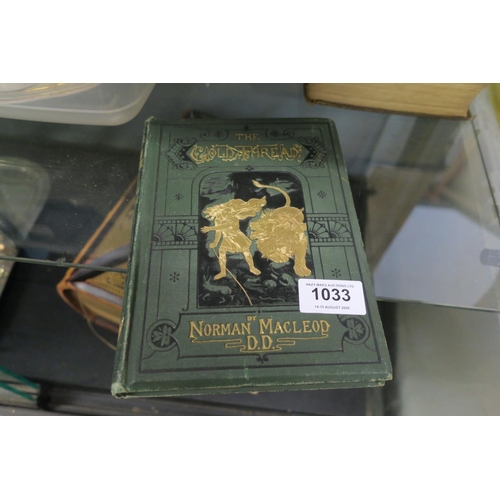 THE
GOLD THREAD
BY
NORMAN MACLEOD
D.D.
1033